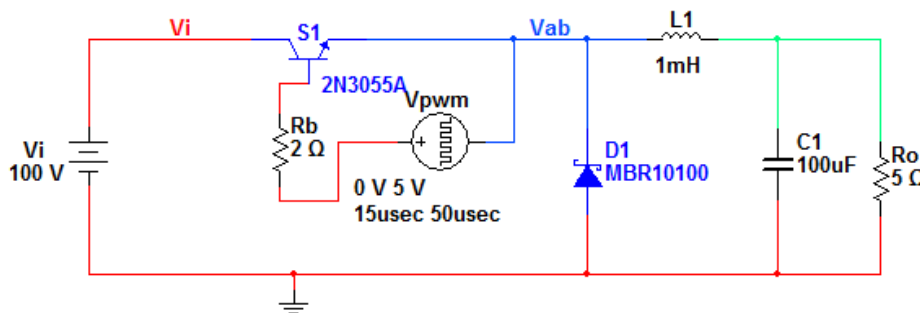 Vi
S1
Vab
L1
1mH
2N3055A
Vpwm
Rb
2 Ω
+
Vi
100 V
0 V 5 V
15usec 50usec
D1
MBR10100
C1
100uF
Ro
5 Ω